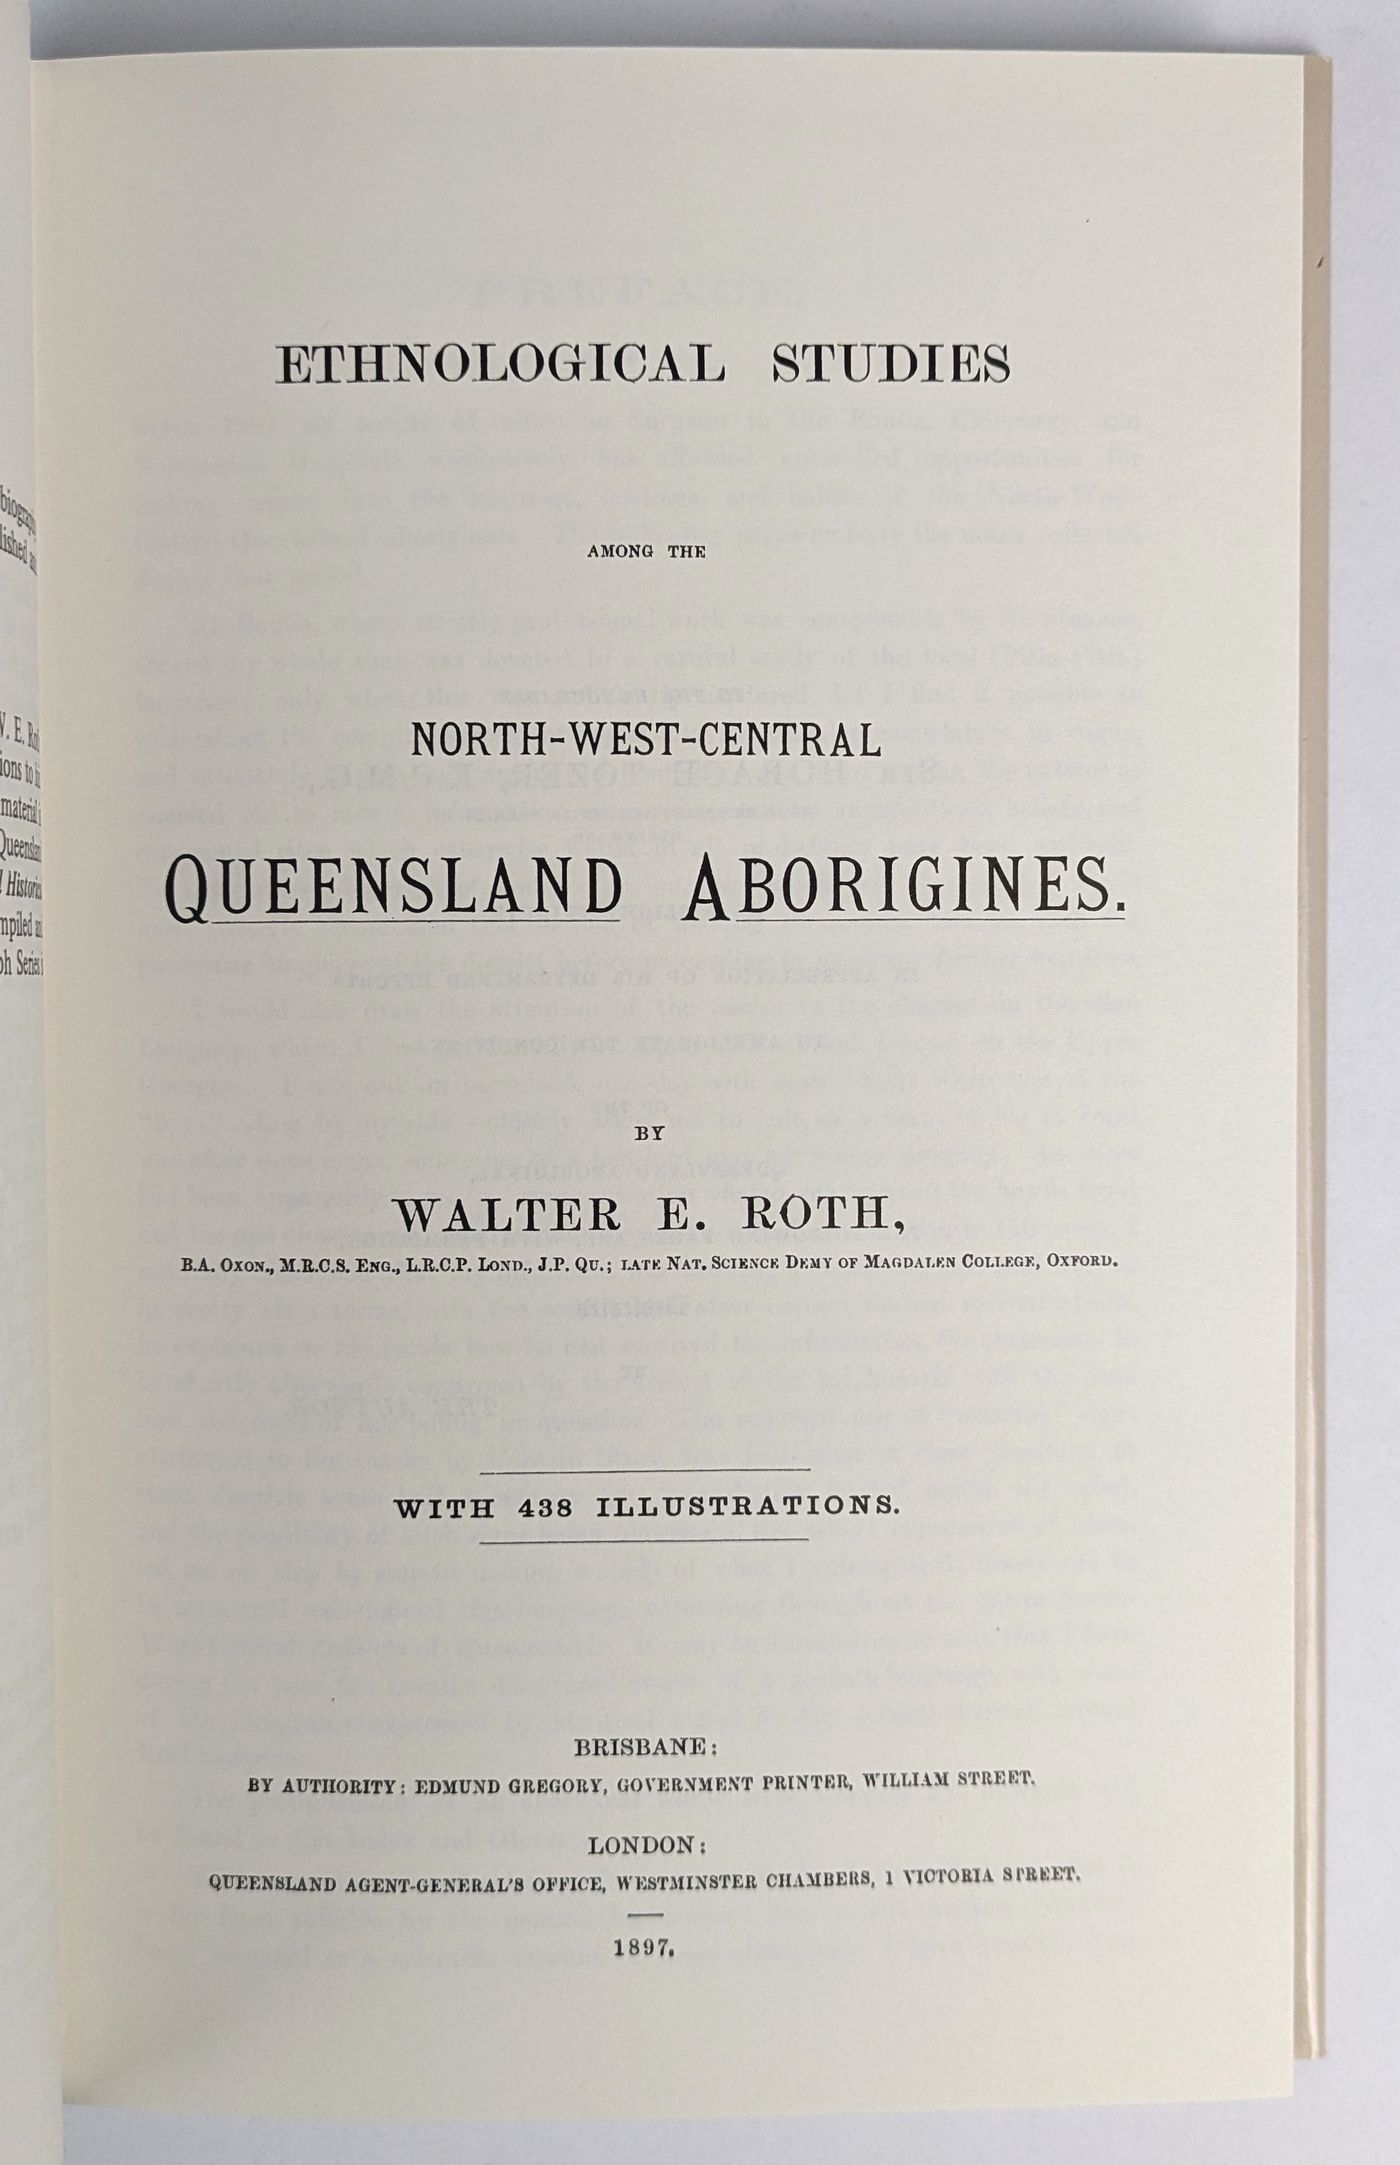 ETHNOLOGICAL STUDIES
AMONG THE
NORTH-WEST-CENTRAL
QUEENSLAND ABORIGINES.
BY
WALTER E. ROTH,
B.A. OXON., M.R.C.S. ENG., L.R.C.P. LOND., J.P. QU.; LATE NAT. SCIENCE DEMY OF MAGDALEN COLLEGE, OXFORD.
WITH 438 ILLUSTRATIONS.
BRISBANE:
BY AUTHORITY: EDMUND GREGORY, GOVERNMENT PRINTER, WILLIAM STREET.
LONDON:
QUEENSLAND AGENT-GENERAL'S OFFICE, WESTMINSTER CHAMBERS, 1 VICTORIA STREET.
1897.